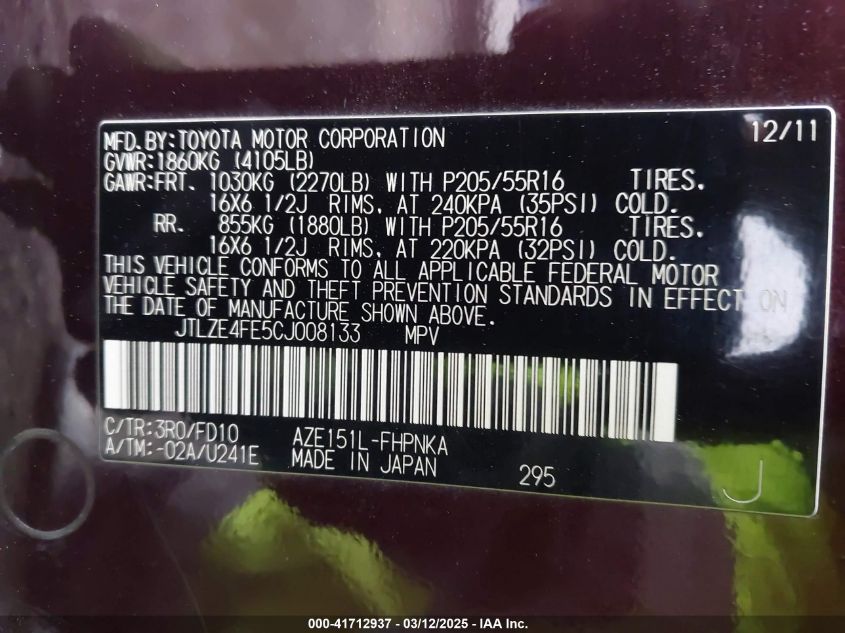 MFD.BY:TOYOTA MOTOR CORPORATION 12/11
GVWR:1860KG (4105LB)
GAWR:FRT. 1030KG (2270LB) WITH P205/55R16 TIRES.
16X6 1/2J RIMS, AT 240KPA (35PSI) COLD.
RR. 855KG (1880LB) WITH P205/55R16 TIRES.
16X6 1/2J RIMS, AT 220KPA (32PSI) COLD.
THIS VEHICLE CONFORMS TO ALL APPLICABLE FEDERAL MOTOR
VEHICLE SAFETY AND THEFT PREVENTION STANDARDS IN EFFECT ON
THE DATE OF MANUFACTURE SHOWN ABOVE.
JTLZE4FE5CJ008133 MPV
C/TR:3R0/FD10 AZE151L-FHPNKA
A/TM:-02A/U241E MADE IN JAPAN 295
J
000-41712937 - 03/12/2025 - IAA Inc.